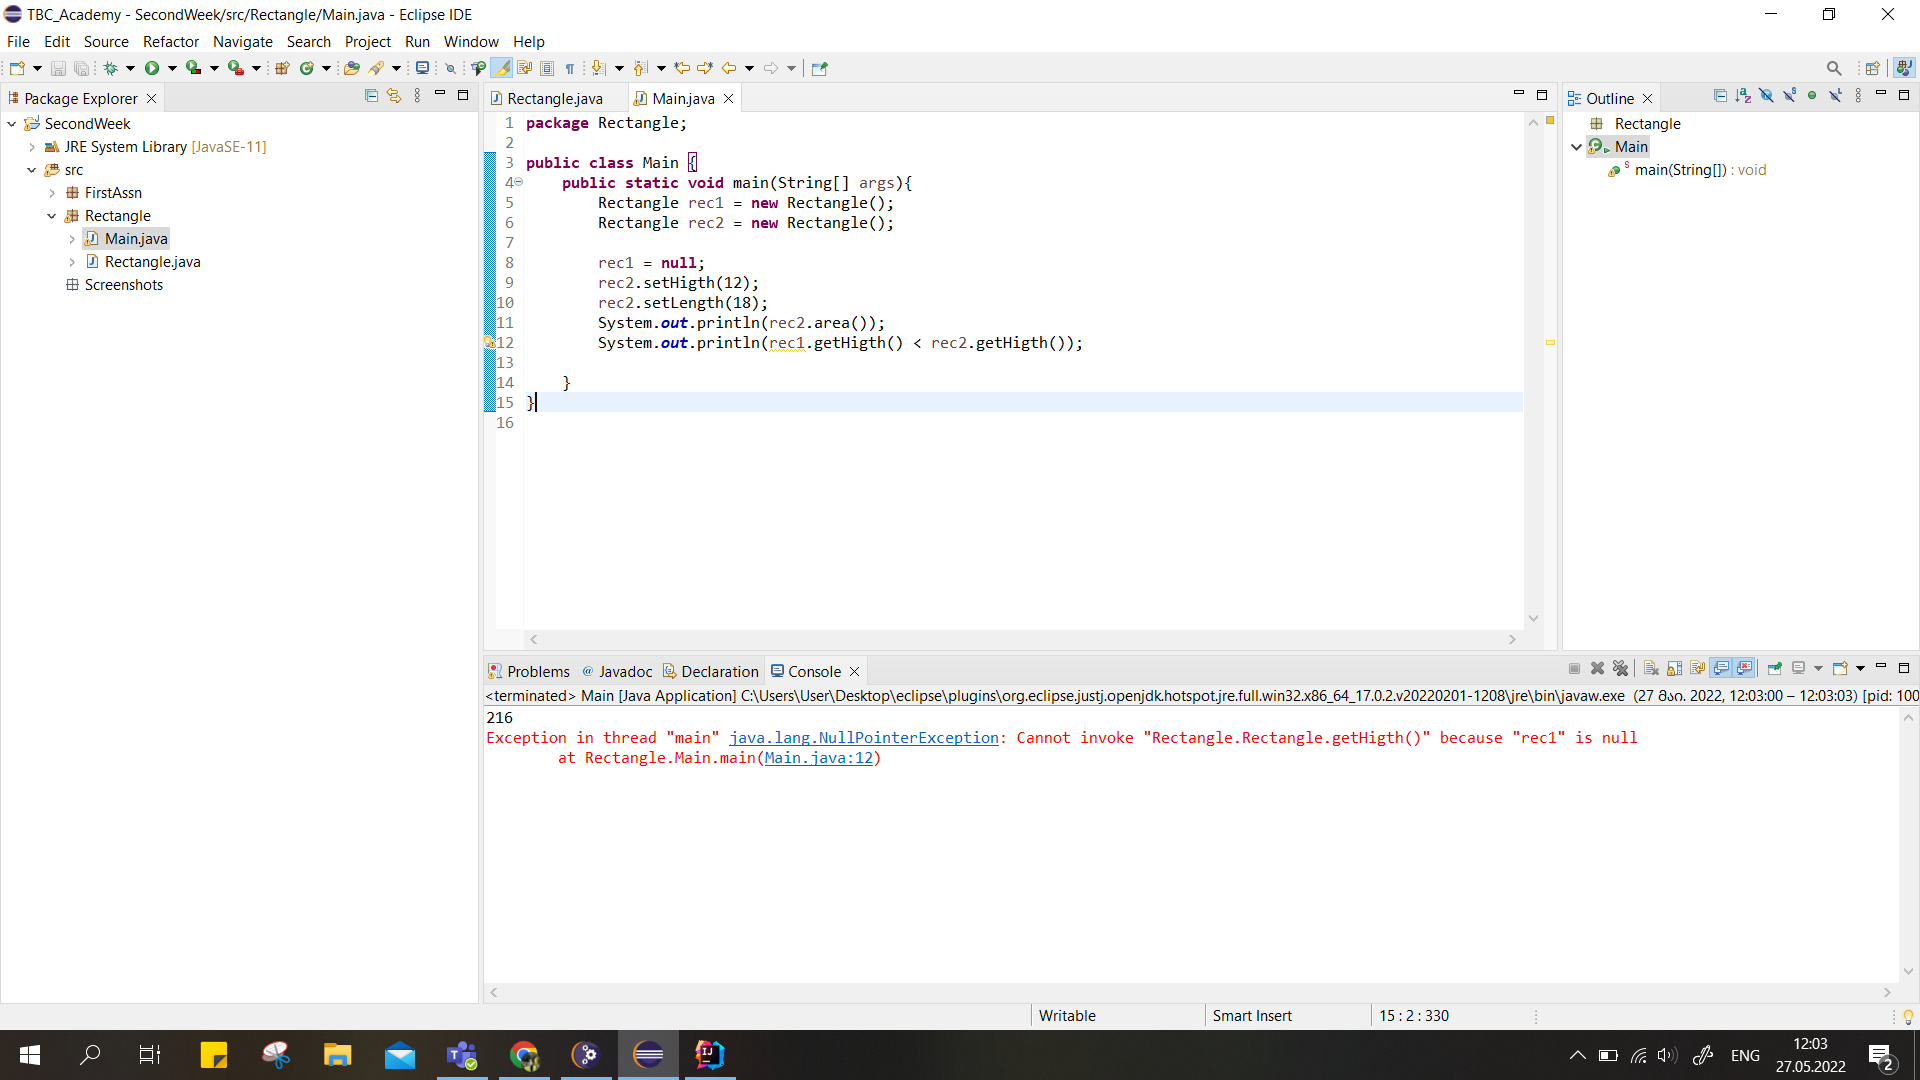 TBC_Academy - SecondWeek/src/Rectangle/Main.java - Eclipse IDE
File Edit Source Refactor Navigate Search Project Run Window Help
Package Explorer
SecondWeek
JRE System Library [JavaSE-11]
src
FirstAssn
Rectangle
Main.java
Rectangle.java
Screenshots
Rectangle.java Main.java
1 package Rectangle;
2
3 public class Main {
4 public static void main(String[] args){
5 Rectangle rec1 = new Rectangle();
6 Rectangle rec2 = new Rectangle();
7
8 rec1 = null;
9 rec2.setHigth(12);
10 rec2.setLength(18);
11 System.out.println(rec2.area());
12 System.out.println(rec1.getHigth() < rec2.getHigth());
13
14 }
15 }
16
Outline
Rectangle
Main
main(String[]) : void
Problems @ Javadoc Declaration Console
<terminated> Main [Java Application] C:\Users\User\Desktop\eclipse\plugins\org.eclipse.justj.openjdk.hotspot.jre.full.win32.x86_64_17.0.2.v20220201-1208\jre\bin\javaw.exe (27 მაი. 2022, 12:03:00 – 12:03:03) [pid: 100
216
Exception in thread "main" java.lang.NullPointerException: Cannot invoke "Rectangle.Rectangle.getHigth()" because "rec1" is null
at Rectangle.Main.main(Main.java:12)
Writable Smart Insert 15 : 2 : 330
ENG
12:03
27.05.2022
2